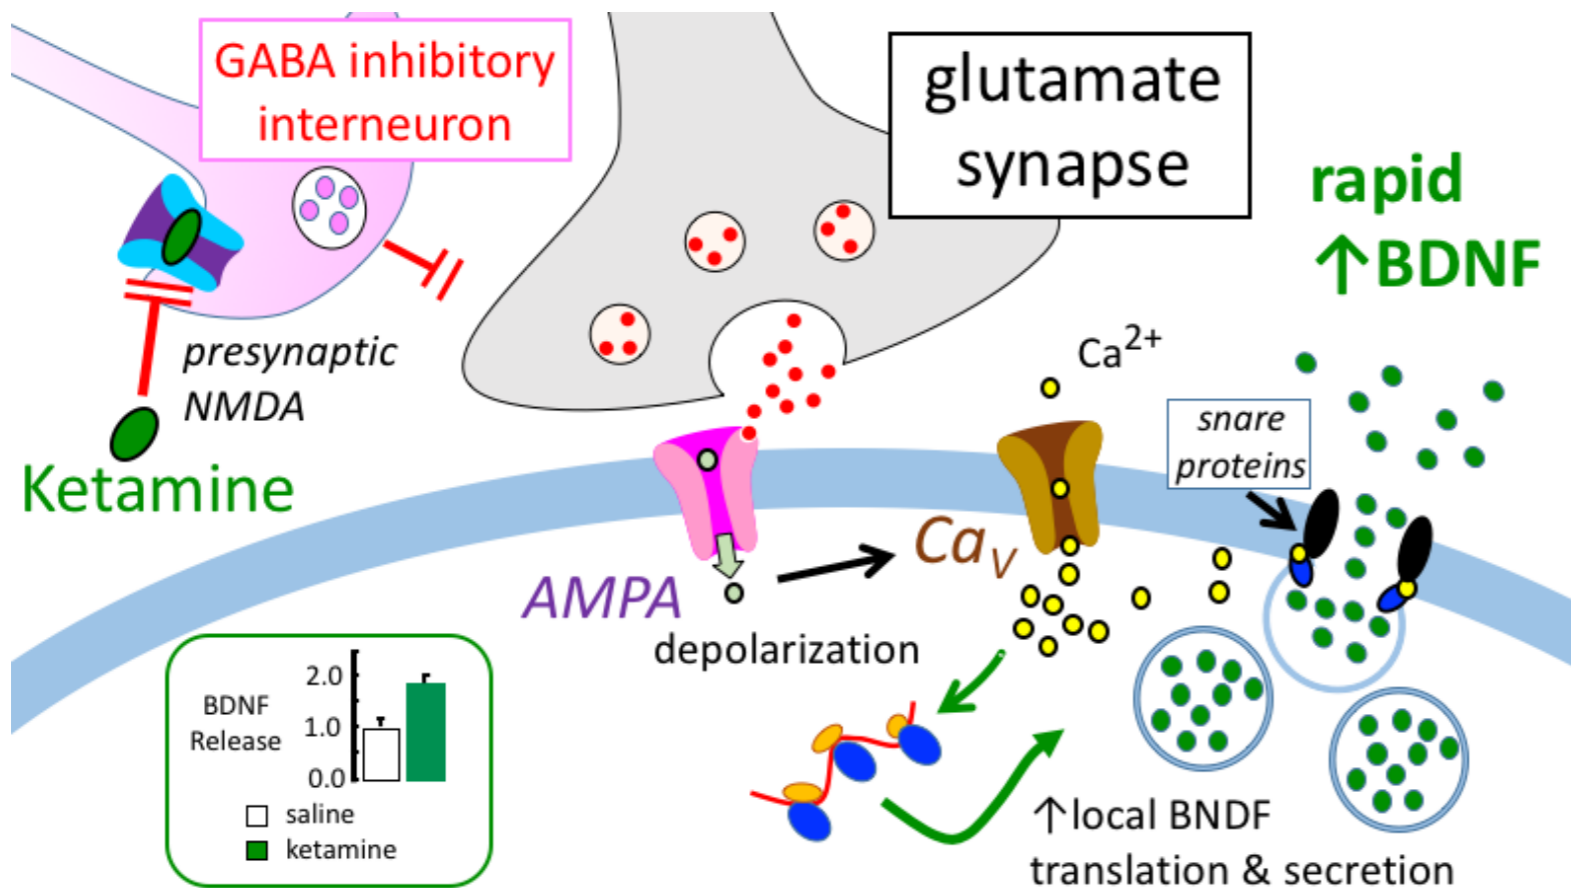 GABA inhibitory
interneuron
glutamate
synapse
rapid
↑BDNF
presynaptic
NMDA
Ketamine
Ca2+
snare
proteins
CaV
AMPA
depolarization
BDNF
Release
2.0
1.0
0.0
saline
ketamine
↑local BNDF
translation & secretion